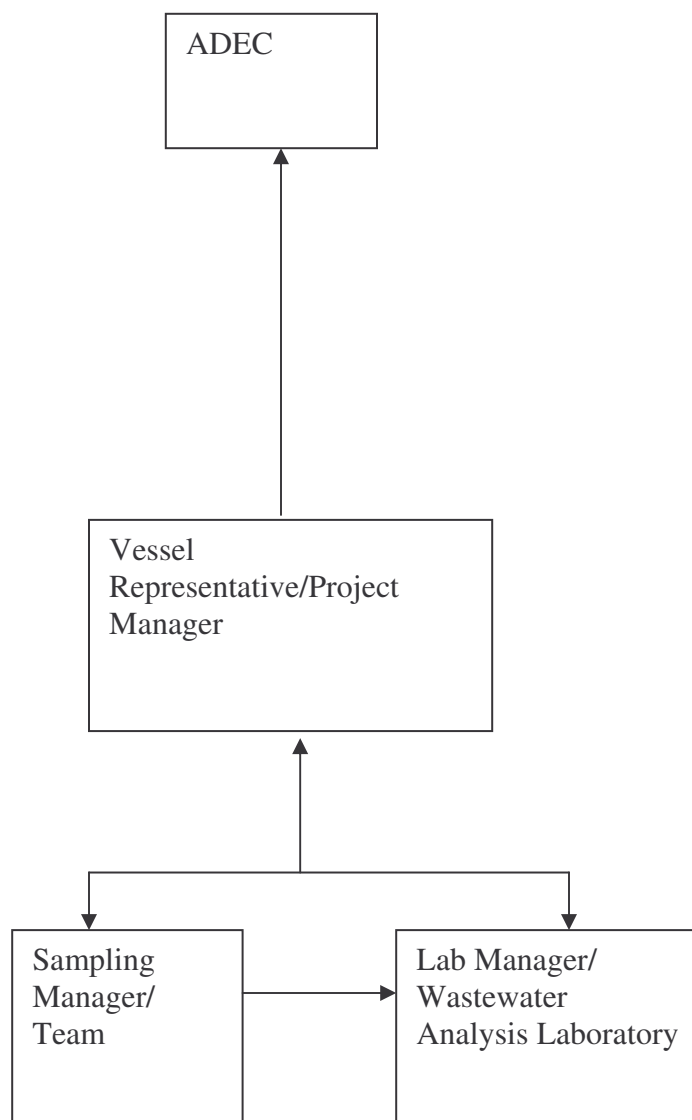 ADEC
Vessel
Representative/Project
Manager
Sampling
Manager/
Team
Lab Manager/
Wastewater
Analysis Laboratory